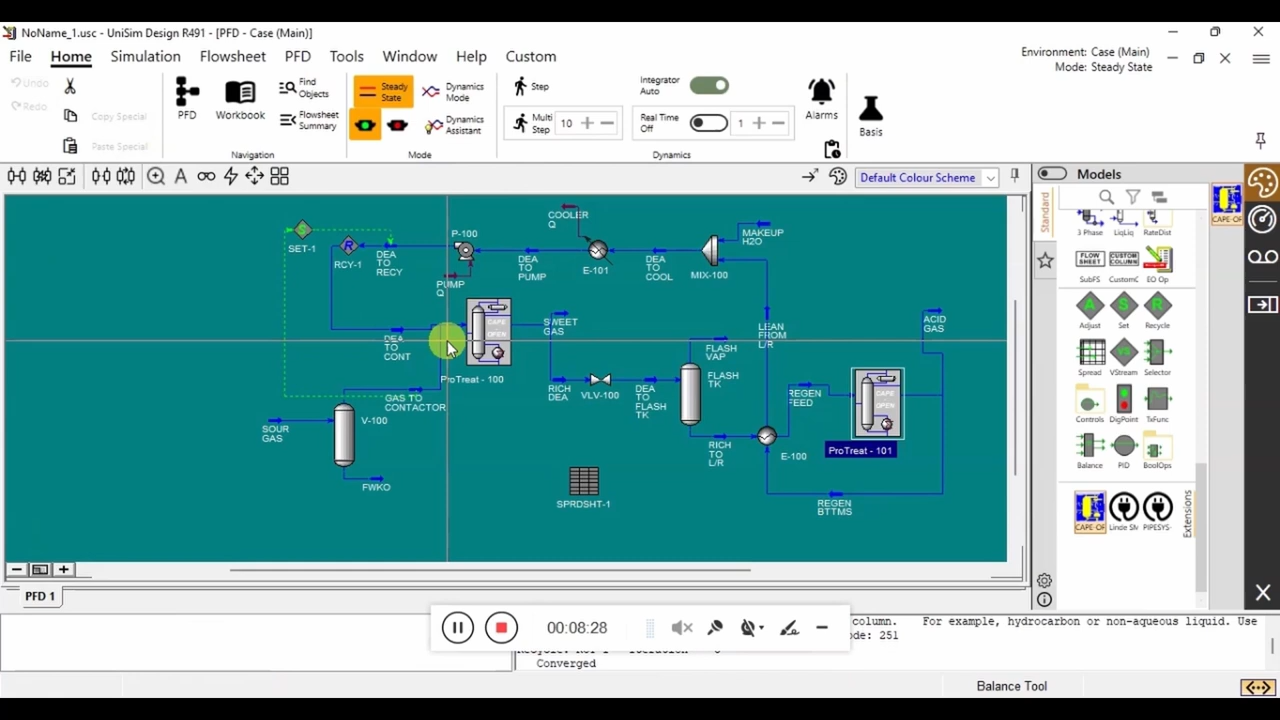 NoName_1.usc - UniSim Design R491 - [PFD - Case (Main)]
File Home Simulation Flowsheet PFD Tools Window Help Custom
Environment: Case (Main)
Mode: Steady State
Undo
Redo
Copy Special
Paste Special
PFD
Workbook
Find Objects
Flowsheet Summary
Navigation
Steady State
Dynamics Mode
Dynamics Assistant
Mode
Step
Multi Step 10
Integrator Auto
Real Time Off 1
Dynamics
Alarms
Basis
Default Colour Scheme
Models
Standard
CAPE-OF
COOLER Q
SET-1
RCY-1
DEA TO RECY
P-100
PUMP Q
DEA TO PUMP
E-101
DEA TO COOL
MIX-100
MAKEUP H2O
DEA TO CONT
CAPE OPEN
ProTreat - 100
SWEET GAS
LEAN FROM L/R
ACID GAS
FLASH VAP
FLASH TK
RICH DEA
VLV-100
DEA TO FLASH TK
REGEN FEED
CAPE OPEN
ProTreat - 101
GAS TO CONTACTOR
SOUR GAS
V-100
FWKO
RICH TO L/R
E-100
REGEN BTTMS
SPRDSHT-1
3 Phase LiqLiq RateDist
FLOW SHEET CUSTOM COLUMN
SubFS CustomC EO Op
Adjust Set Recycle
Spread VStream Selector
Controls DigPoint TxFunc
Balance PID BoolOps
CAPE-OF Linde SM PIPESYS-
Extensions
PFD 1
00:08:28
column. For example, hydrocarbon or non-aqueous liquid. Use
ode: 251
Converged
Balance Tool